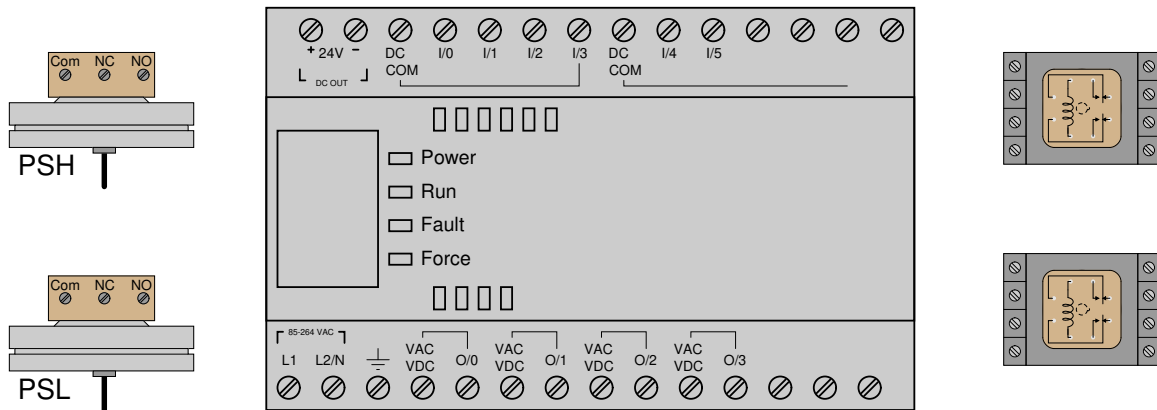 Com NC NO
PSH
Com NC NO
PSL
+ 24V -
DC OUT
DC
COM
I/0
I/1
I/2
I/3
DC
COM
I/4
I/5
Power
Run
Fault
Force
85-264 VAC
L1
L2/N
VAC
VDC
O/0
VAC
VDC
O/1
VAC
VDC
O/2
VAC
VDC
O/3